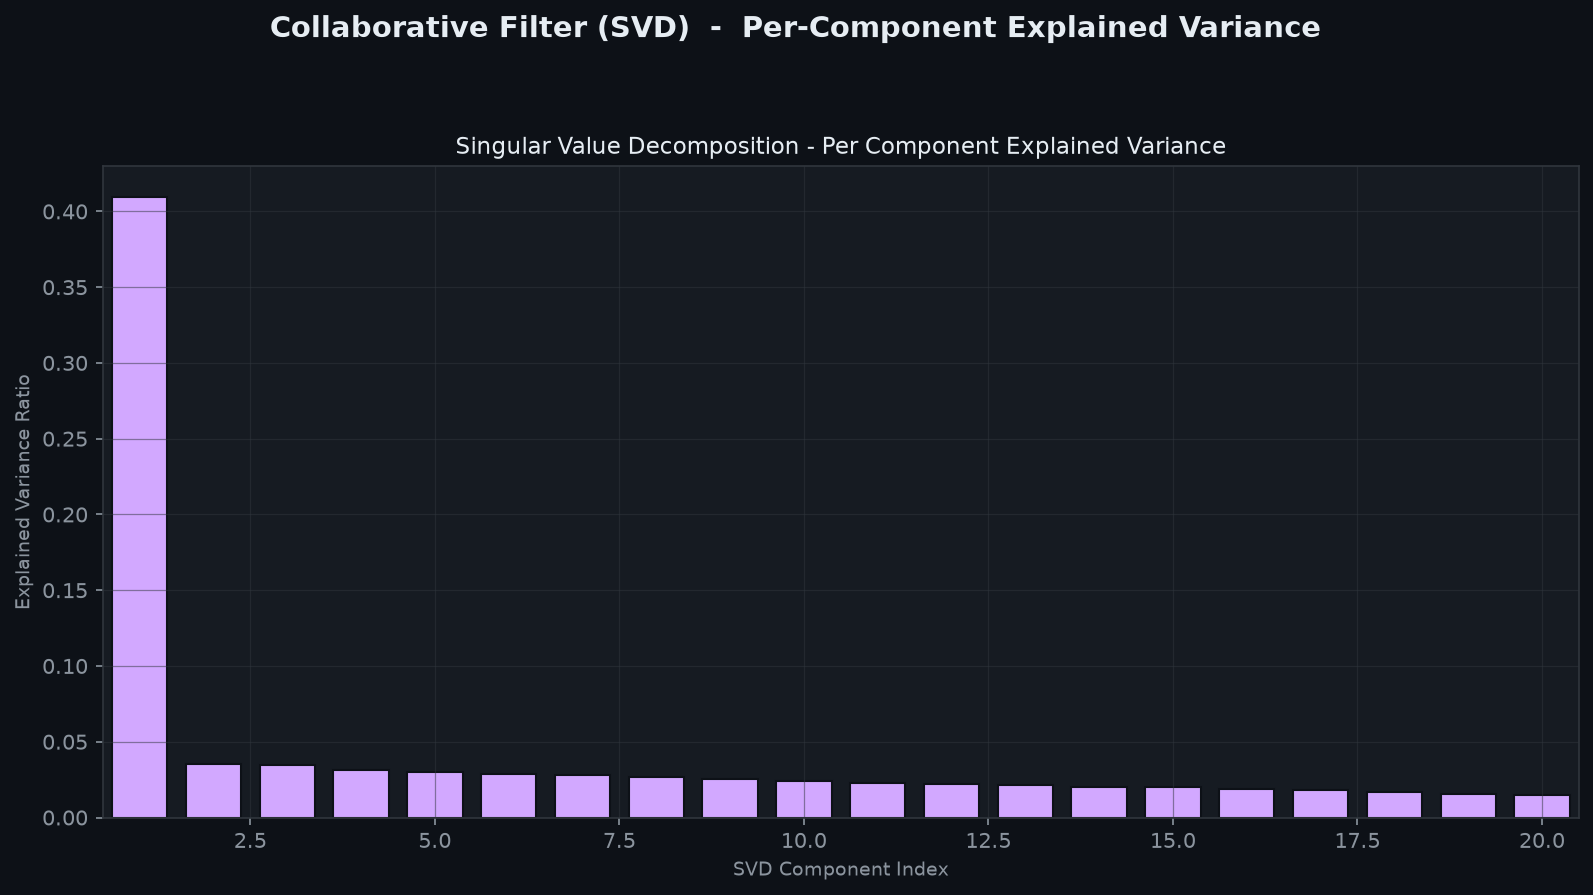 Collaborative Filter (SVD)  -  Per-Component Explained Variance
Singular Value Decomposition - Per Component Explained Variance
Explained Variance Ratio
0.40
0.35
0.30
0.25
0.20
0.15
0.10
0.05
0.00
2.5 5.0 7.5 10.0 12.5 15.0 17.5 20.0
SVD Component Index